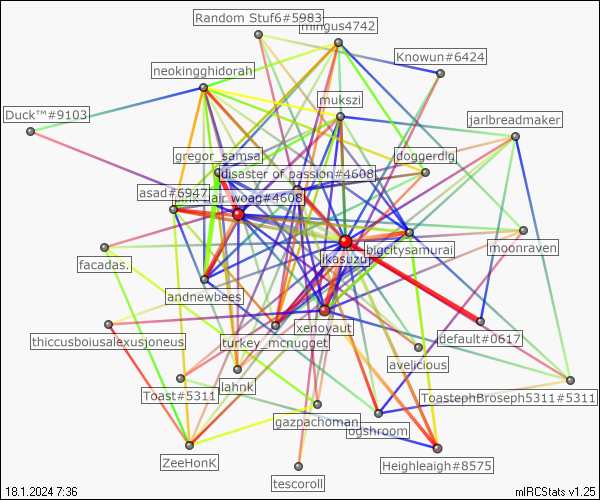 Random Stuf6#5983
mingus4742
Knowun#6424
neokingghidorah
mukszi
Duck™#9103
jarlbreadmaker
gregor_samsa
doggerdig
disaster of passion#4608
asad#6947
hair woag#4608
bigcitysamurai
moonraven
ikasuzu
facadas.
andnewbees
xenoyaut
thiccusboiusalexusjoneus
turkey_mcnugget
default#0617
avelicious
lahnk
Toast#5311
ToastephBroseph5311#5311
gazpachoman
ogshroom
ZeeHonK
Heighleaigh#8575
tescoroll
18.1.2024 7:36
mIRCStats v1.25